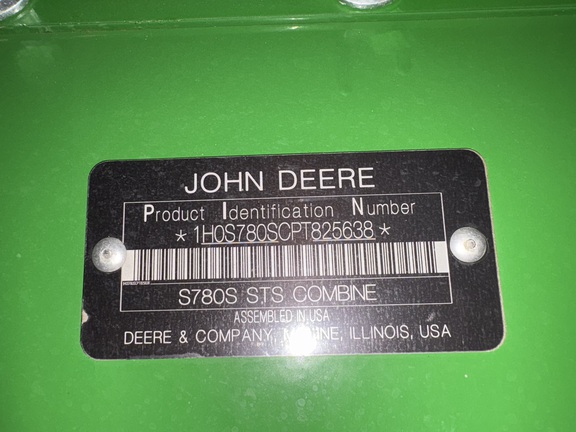 JOHN DEERE
Product Identification Number
*1H0S780SCPT825638*
S780S STS COMBINE
ASSEMBLED IN USA
DEERE & COMPANY, ILLINOIS, USA